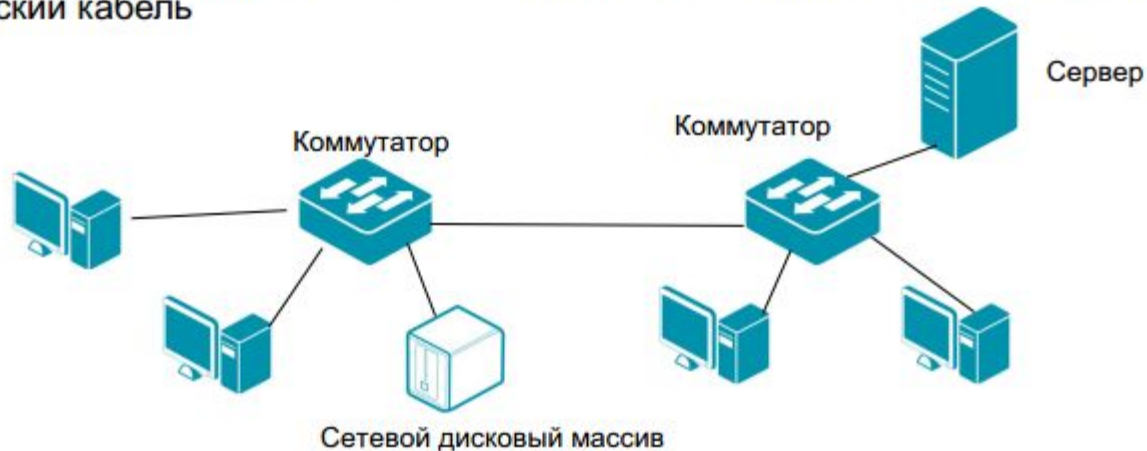 ский кабель
Сервер
Коммутатор
Коммутатор
Сетевой дисковый массив